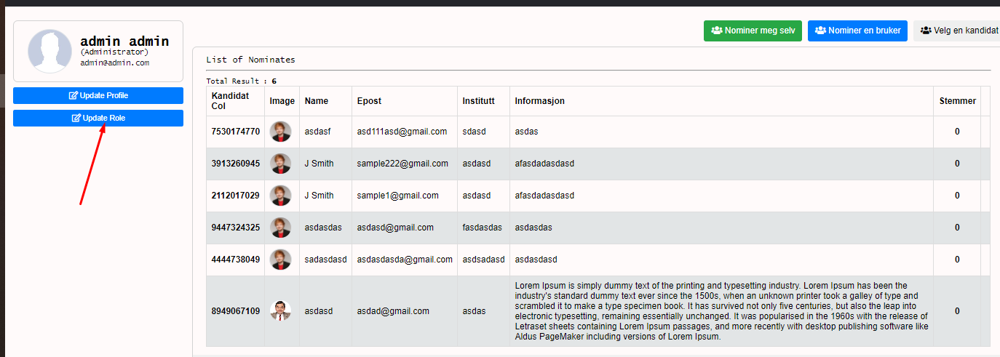 admin admin
(Administrator)
admin@admin.com
Update Profile
Update Role
Nominer meg selv
Nominer en bruker
Velg en kandidat
List of Nominates
Total Result : 6
Kandidat Col Image Name Epost Institutt Informasjon Stemmer
7530174770 asdasf asd111asd@gmail.com sdasd asdas 0
3913260945 J Smith sample222@gmail.com asdasd afasdadasdasd 0
2112017029 J Smith sample1@gmail.com asdasd afasdadasdasd 0
9447324325 asdasdas asdasd@gmail.com fasdasdas asdasdas 0
4444738049 sadasdasd asdasdasda@gmail.com asdsadasd asdasdasd 0
8949067109 asdasd asdad@gmail.com asdas
Lorem Ipsum is simply dummy text of the printing and typesetting industry. Lorem Ipsum has been the
industry's standard dummy text ever since the 1500s, when an unknown printer took a galley of type and
scrambled it to make a type specimen book. It has survived not only five centuries, but also the leap into
electronic typesetting, remaining essentially unchanged. It was popularised in the 1960s with the release of
Letraset sheets containing Lorem Ipsum passages, and more recently with desktop publishing software like
Aldus PageMaker including versions of Lorem Ipsum.
0